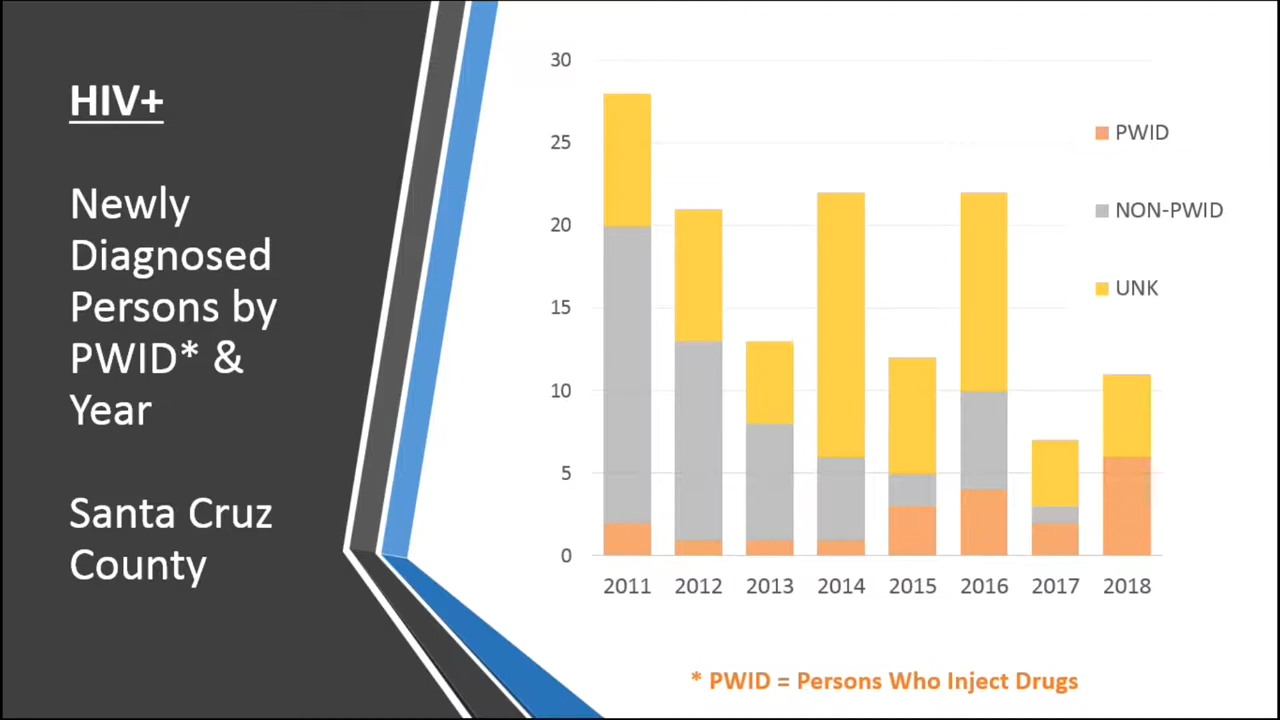 HIV+
Newly
Diagnosed
Persons by
PWID* &
Year
Santa Cruz
County
30
25
20
15
10
5
0
2011 2012 2013 2014 2015 2016 2017 2018
PWID
NON-PWID
UNK
* PWID = Persons Who Inject Drugs